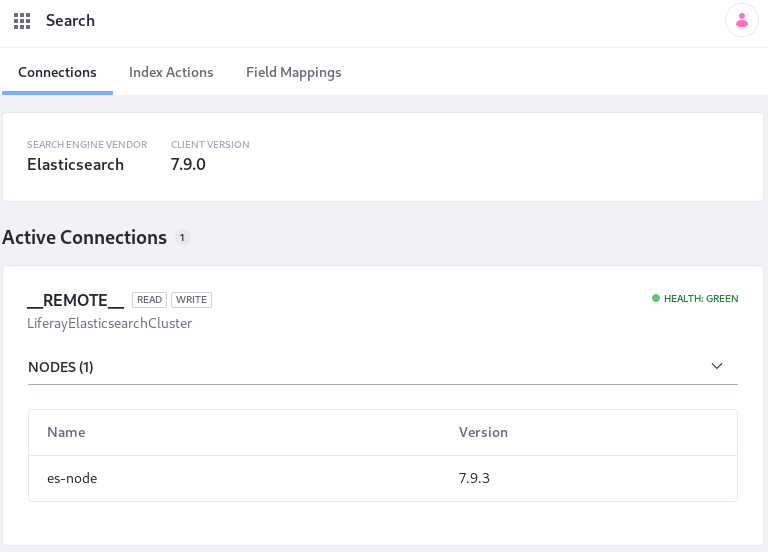 Search
Connections Index Actions Field Mappings
SEARCH ENGINE VENDOR CLIENT VERSION
Elasticsearch 7.9.0
Active Connections 1
__REMOTE__ READ WRITE HEALTH: GREEN
LiferayElasticsearchCluster
NODES (1)
Name Version
es-node 7.9.3